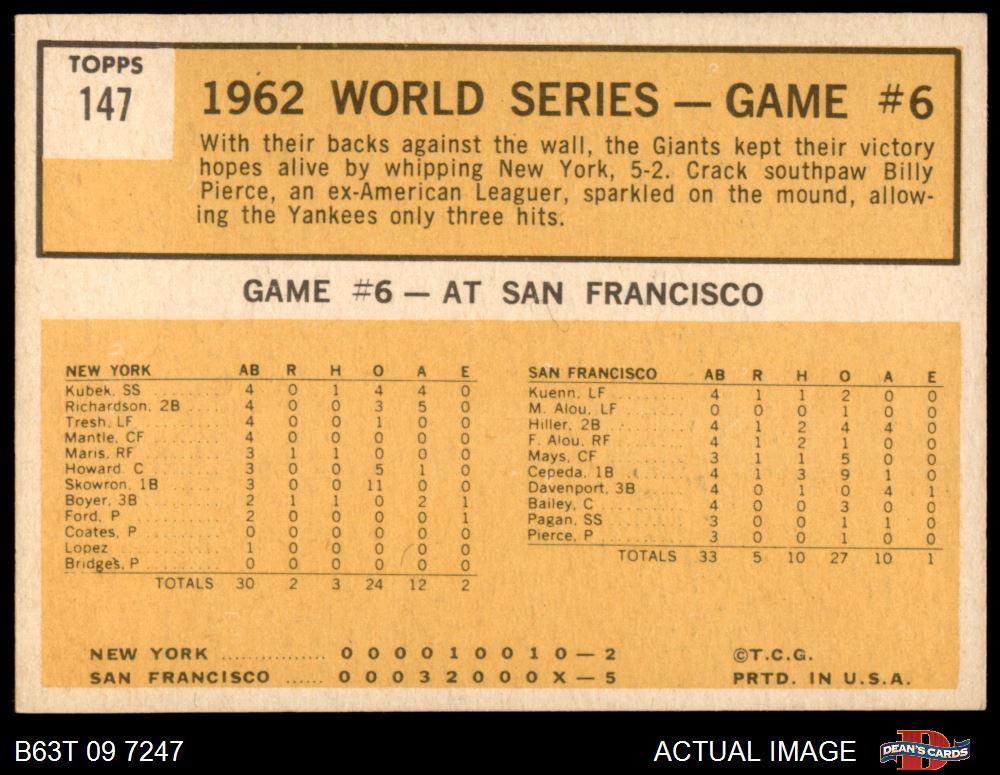 TOPPS
147
1962 WORLD SERIES — GAME #6
With their backs against the wall, the Giants kept their victory
hopes alive by whipping New York, 5-2. Crack southpaw Billy
Pierce, an ex-American Leaguer, sparkled on the mound, allow-
ing the Yankees only three hits.
GAME #6 — AT SAN FRANCISCO
NEW YORK AB R H O A E
Kubek, SS 4 0 1 4 4 0
Richardson, 2B 4 0 0 3 5 0
Tresh, LF 4 0 0 1 0 0
Mantle, CF 4 0 0 0 0 0
Maris, RF 3 1 1 0 0 0
Howard C 3 0 0 5 1 0
Skowron, 1B 3 0 0 11 0 0
Boyer, 3B 2 1 1 0 2 1
Ford, P 2 0 0 0 0 1
Coates, P 0 0 0 0 0 0
Lopez 1 0 0 0 0 0
Bridges, P 0 0 0 0 0 0
TOTALS 30 2 3 24 12 2
SAN FRANCISCO AB R H O A E
Kuenn, LF 4 1 1 2 0 0
M. Alou, LF 0 0 0 1 0 0
Hiller, 2B 4 1 2 4 4 0
F. Alou, RF 4 1 2 1 0 0
Mays, CF 3 1 1 5 0 0
Cepeda, 1B 4 1 3 9 1 0
Davenport, 3B 4 0 1 0 4 1
Bailey, C 4 0 0 3 0 0
Pagan, SS 3 0 0 1 1 0
Pierce, P 3 0 0 1 0 0
TOTALS 33 5 10 27 10 1
NEW YORK ............... 0 0 0 0 1 0 0 1 0 — 2
SAN FRANCISCO ...... 0 0 0 3 2 0 0 0 X — 5
©T.C.G.
PRTD. IN U.S.A.
B63T 09 7247
ACTUAL IMAGE
DEAN'S CARDS